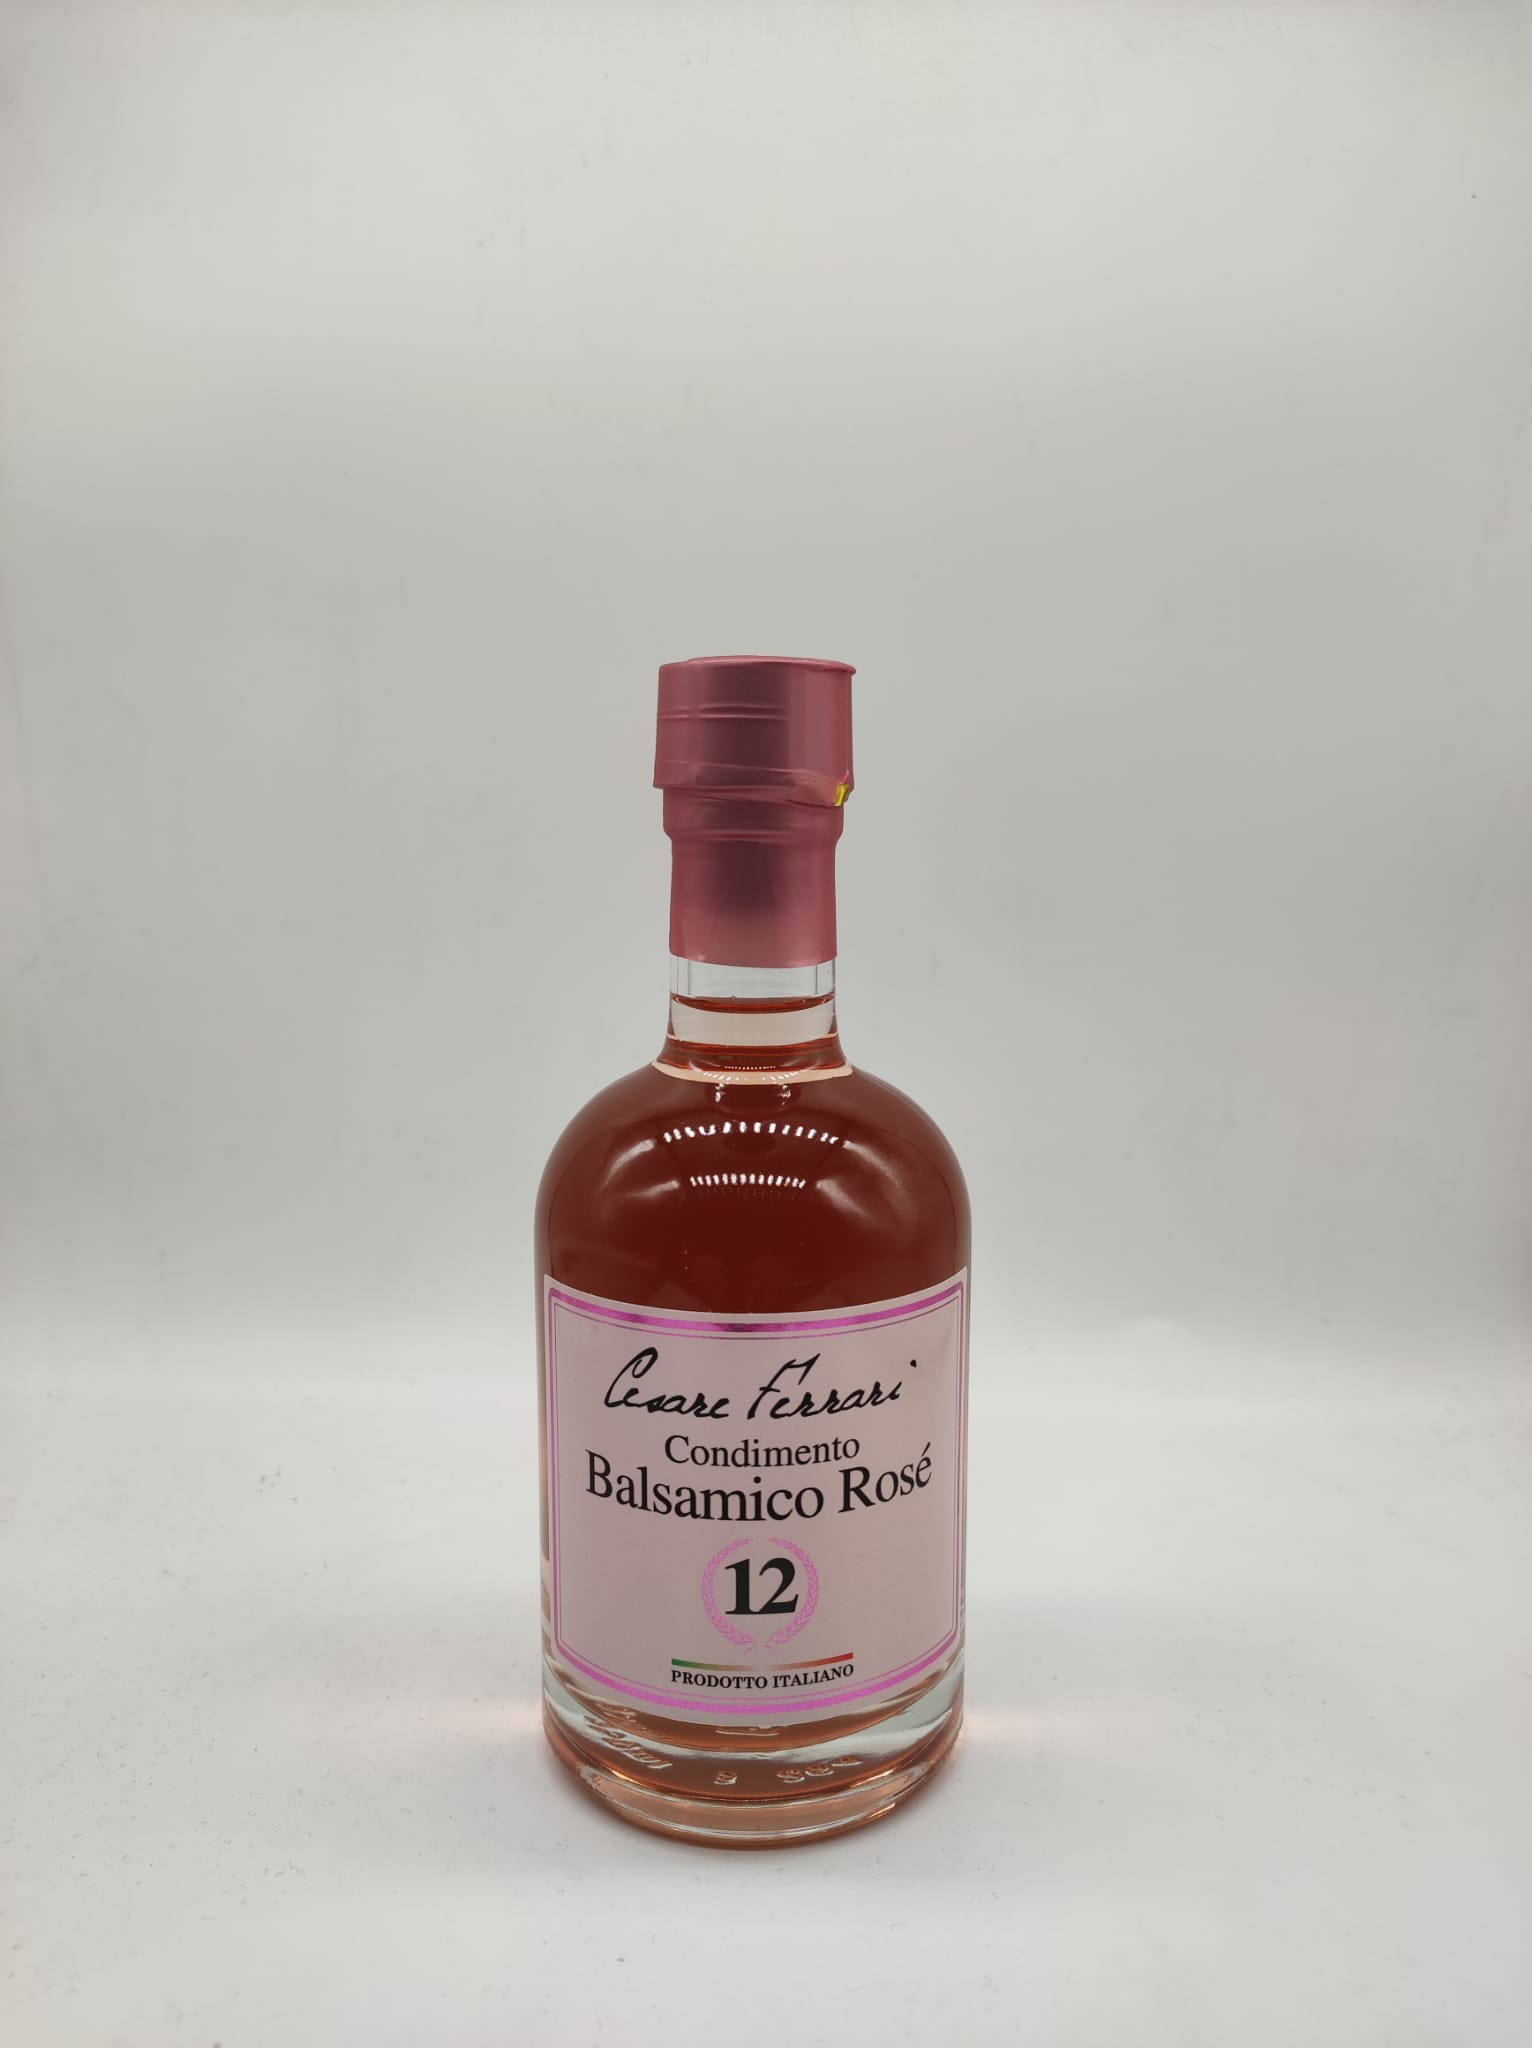 Cesare Ferrari
Condimento
Balsamico Rosé
12
PRODOTTO ITALIANO